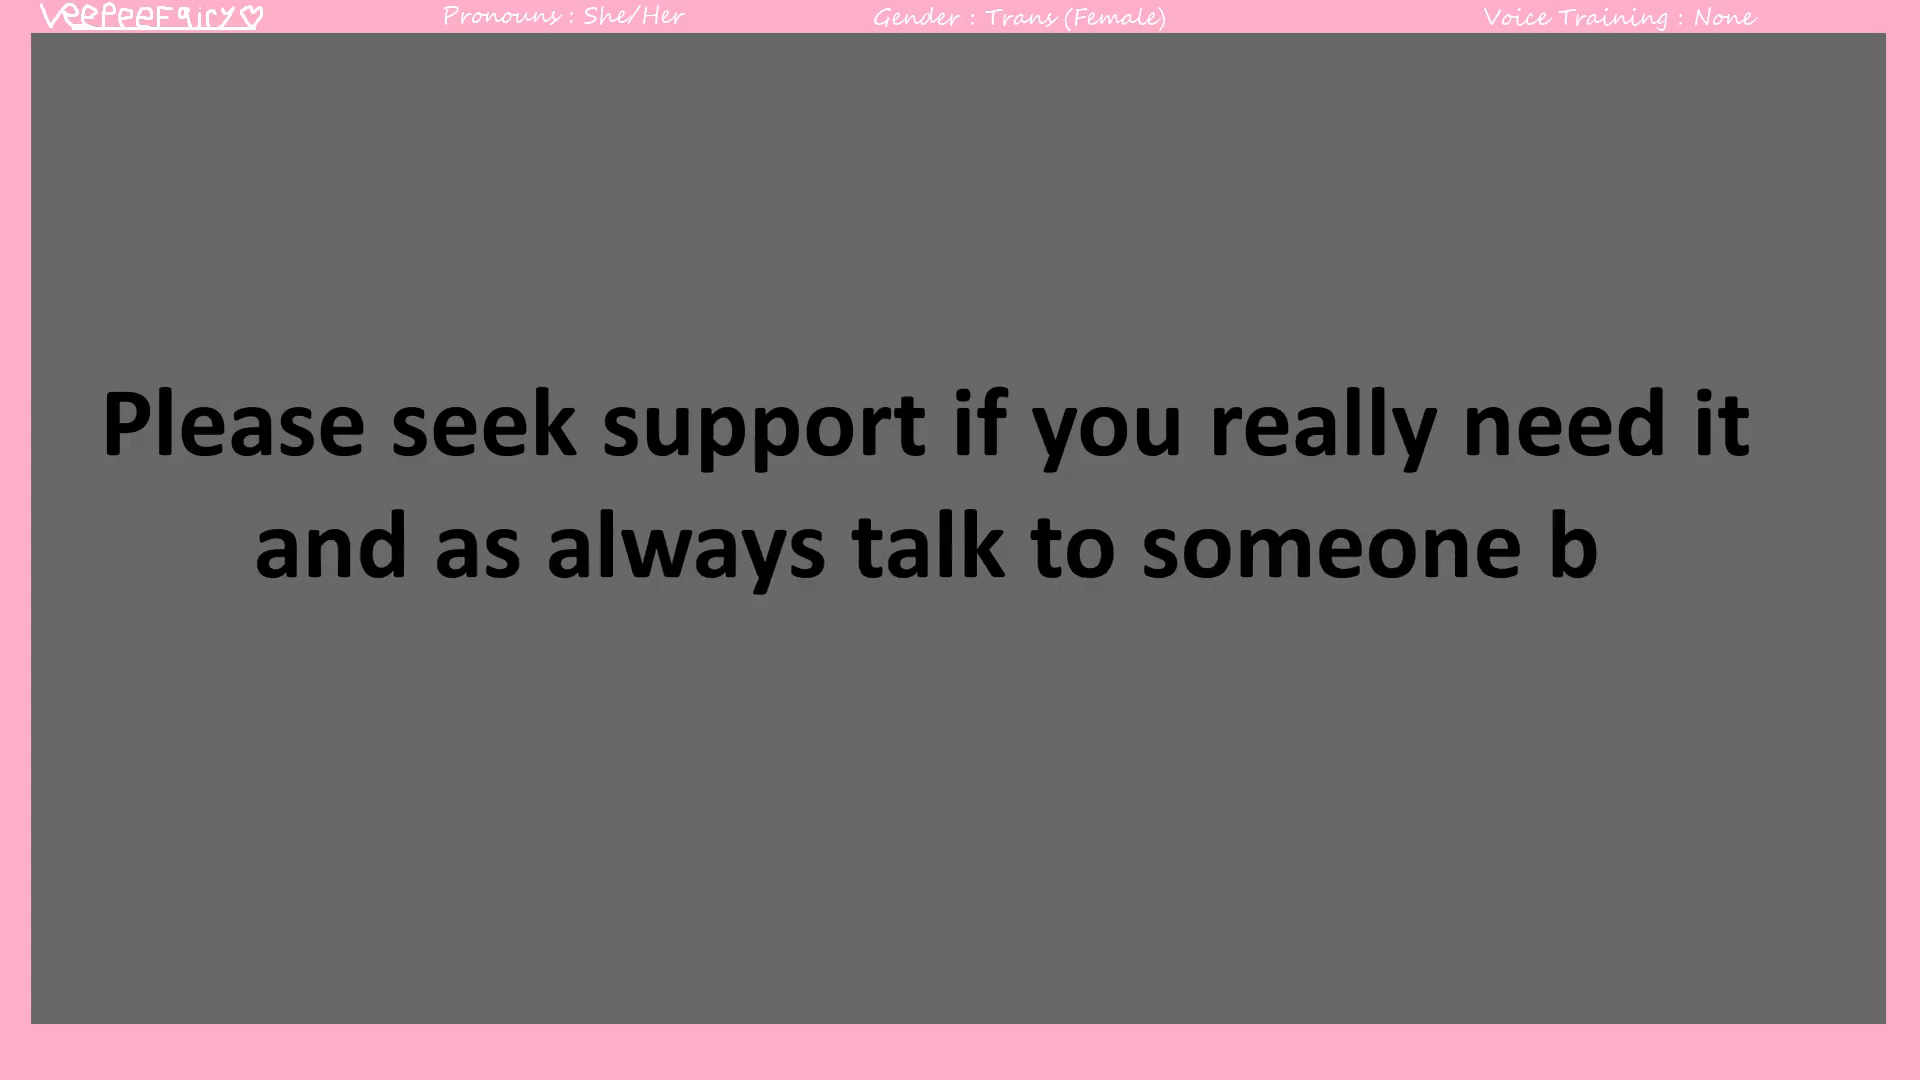 VeePeeFairy♡
Pronouns : She/Her
Gender : Trans (Female)
Voice Training : None
Please seek support if you really need it
and as always talk to someone b